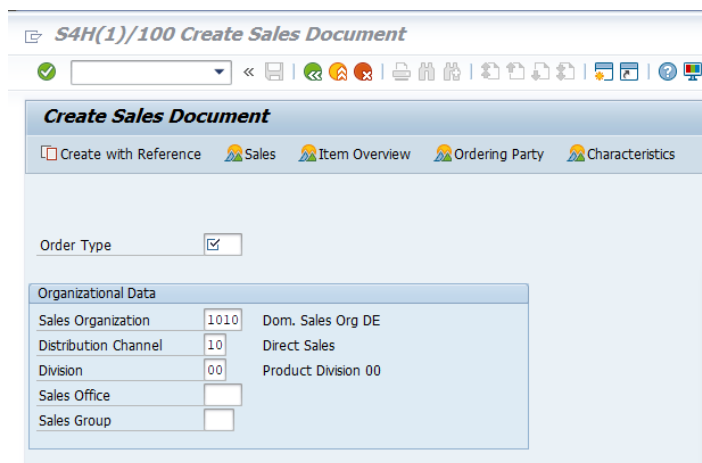 S4H(1)/100 Create Sales Document
Create Sales Document
Create with Reference Sales Item Overview Ordering Party Characteristics
Order Type
Organizational Data
Sales Organization 1010 Dom. Sales Org DE
Distribution Channel 10 Direct Sales
Division 00 Product Division 00
Sales Office
Sales Group